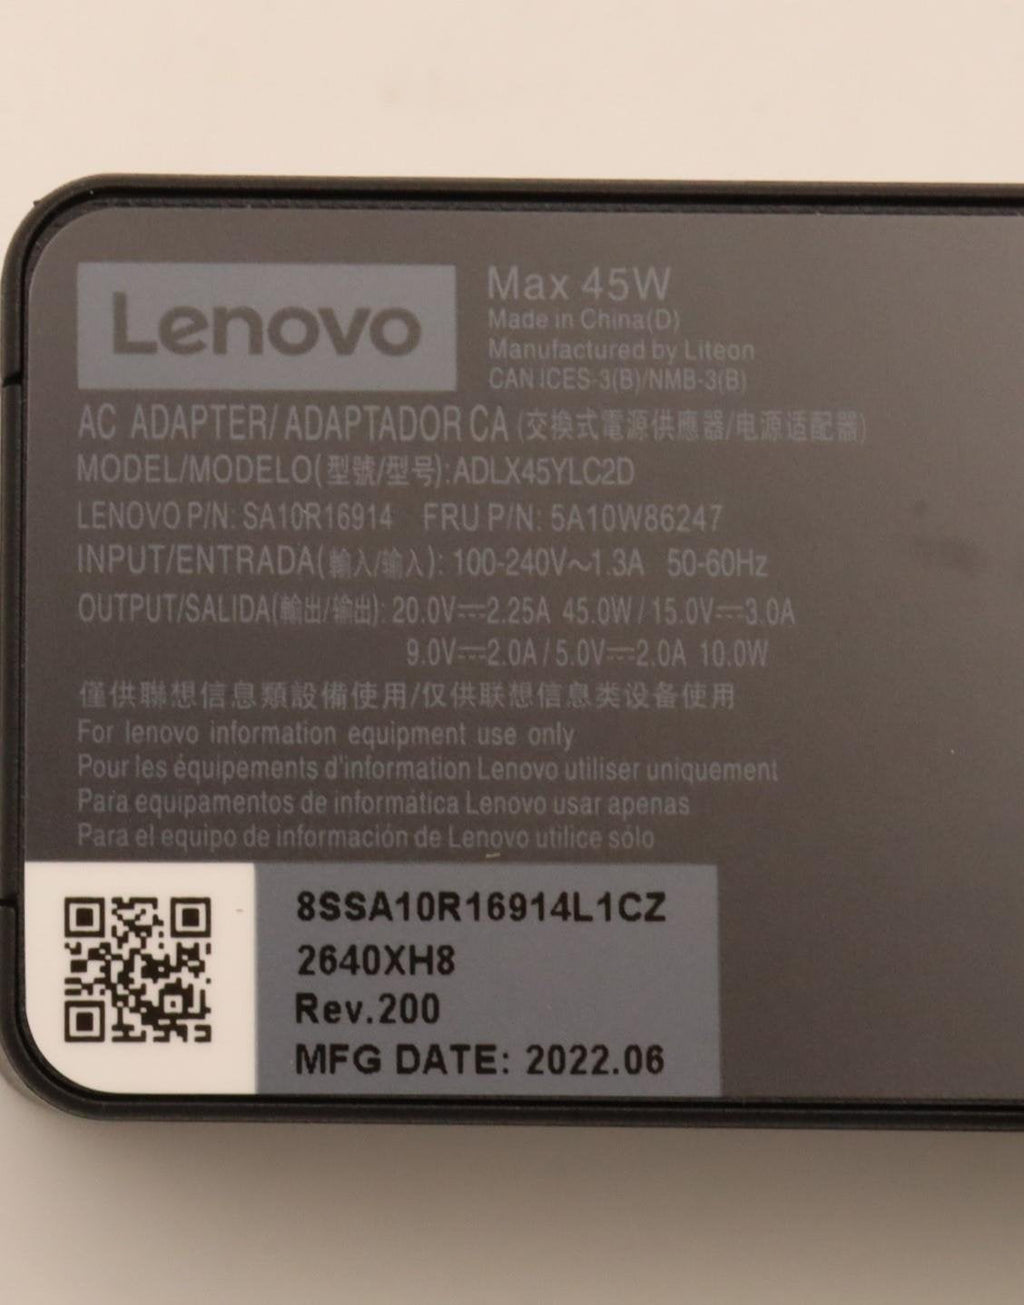 Lenovo
Max 45W
Made in China(D)
Manufactured by Liteon
CAN ICES-3(B)/NMB-3(B)
AC ADAPTER/ADAPTADOR CA (交換式電源供應器/电源适配器)
MODEL/MODELO(型號/型号):ADLX45YLC2D
LENOVO P/N: SA10R16914 FRU P/N: 5A10W86247
INPUT/ENTRADA(輸入/输入): 100-240V～1.3A 50-60Hz
OUTPUT/SALIDA(輸出/输出): 20.0V⎓2.25A 45.0W / 15.0V⎓3.0A
9.0V⎓2.0A / 5.0V⎓2.0A 10.0W
僅供聯想信息類設備使用/仅供联想信息类设备使用
For lenovo information equipment use only
Pour les équipements d'information Lenovo utiliser uniquement
Para equipamentos de informática Lenovo usar apenas
Para el equipo de información de Lenovo utilice sólo
8SSA10R16914L1CZ
2640XH8
Rev.200
MFG DATE: 2022.06